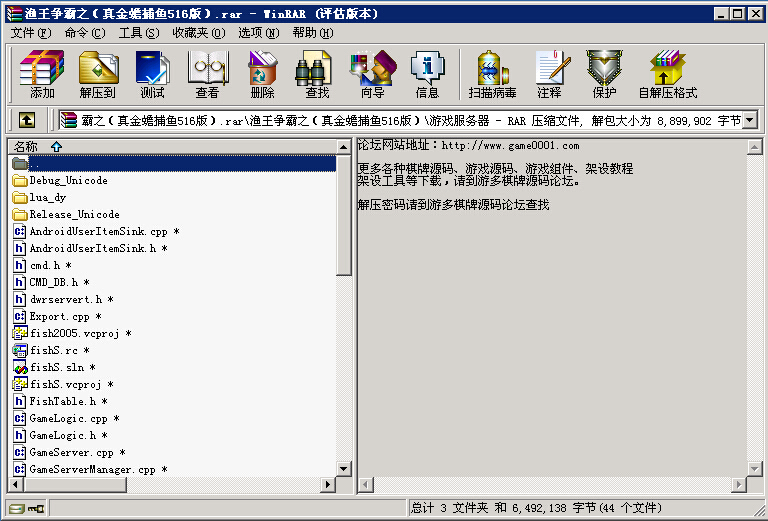 渔王争霸之（真金蟾捕鱼516版）.rar - WinRAR (评估版本)
文件(F) 命令(C) 工具(S) 收藏夹(O) 选项(N) 帮助(H)
添加 解压到 测试 查看 删除 查找 向导 信息 扫描病毒 注释 保护 自解压格式
霸之（真金蟾捕鱼516版）.rar\渔王争霸之（真金蟾捕鱼516版）\游戏服务器 - RAR 压缩文件, 解包大小为 8,899,902 字节
名称
..
Debug_Unicode
lua_dy
Release_Unicode
AndroidUserItemSink.cpp *
AndroidUserItemSink.h *
cmd.h *
CMD_DB.h *
dwrservert.h *
Export.cpp *
fish2005.vcproj *
fishS.rc *
fishS.sln *
fishS.vcproj *
FishTable.h *
GameLogic.cpp *
GameLogic.h *
GameServer.cpp *
GameServerManager.cpp *
论坛网站地址：http://www.game0001.com
更多各种棋牌源码、游戏源码、游戏组件、架设教程
架设工具等下载，请到游多棋牌源码论坛。
解压密码请到游多棋牌源码论坛查找
总计 3 文件夹 和 6,492,138 字节(44 个文件)